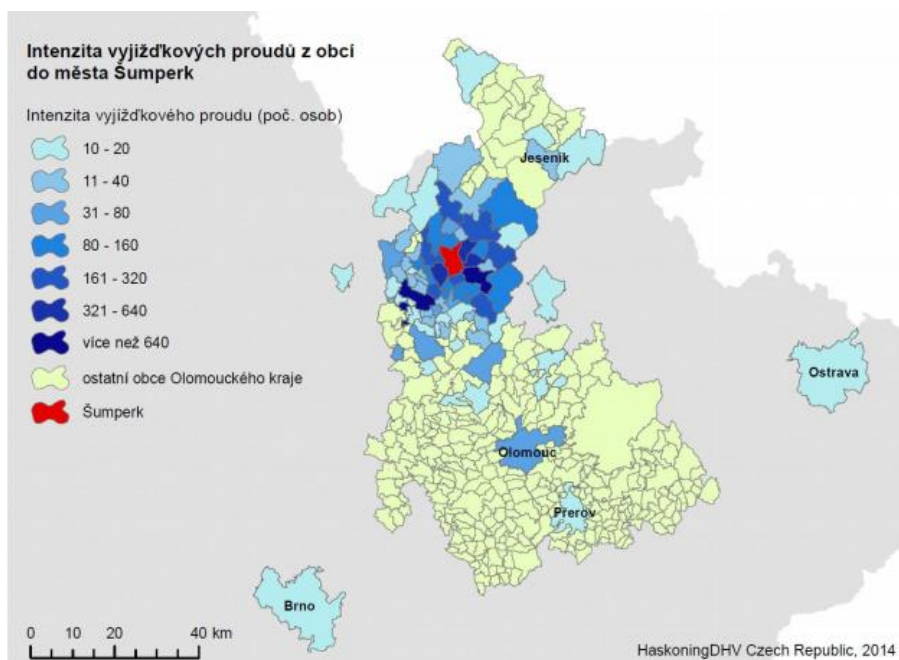 Intenzita vyjižďkových proudů z obcí
do města Šumperk
Intenzita vyjížďkového proudu (poč. osob)
10 - 20
11 - 40
31 - 80
80 - 160
161 - 320
321 - 640
více než 640
ostatní obce Olomouckého kraje
Šumperk
Jeseník
Ostrava
Olomouc
Přerov
Brno
0 10 20 40 km
HaskoningDHV Czech Republic, 2014